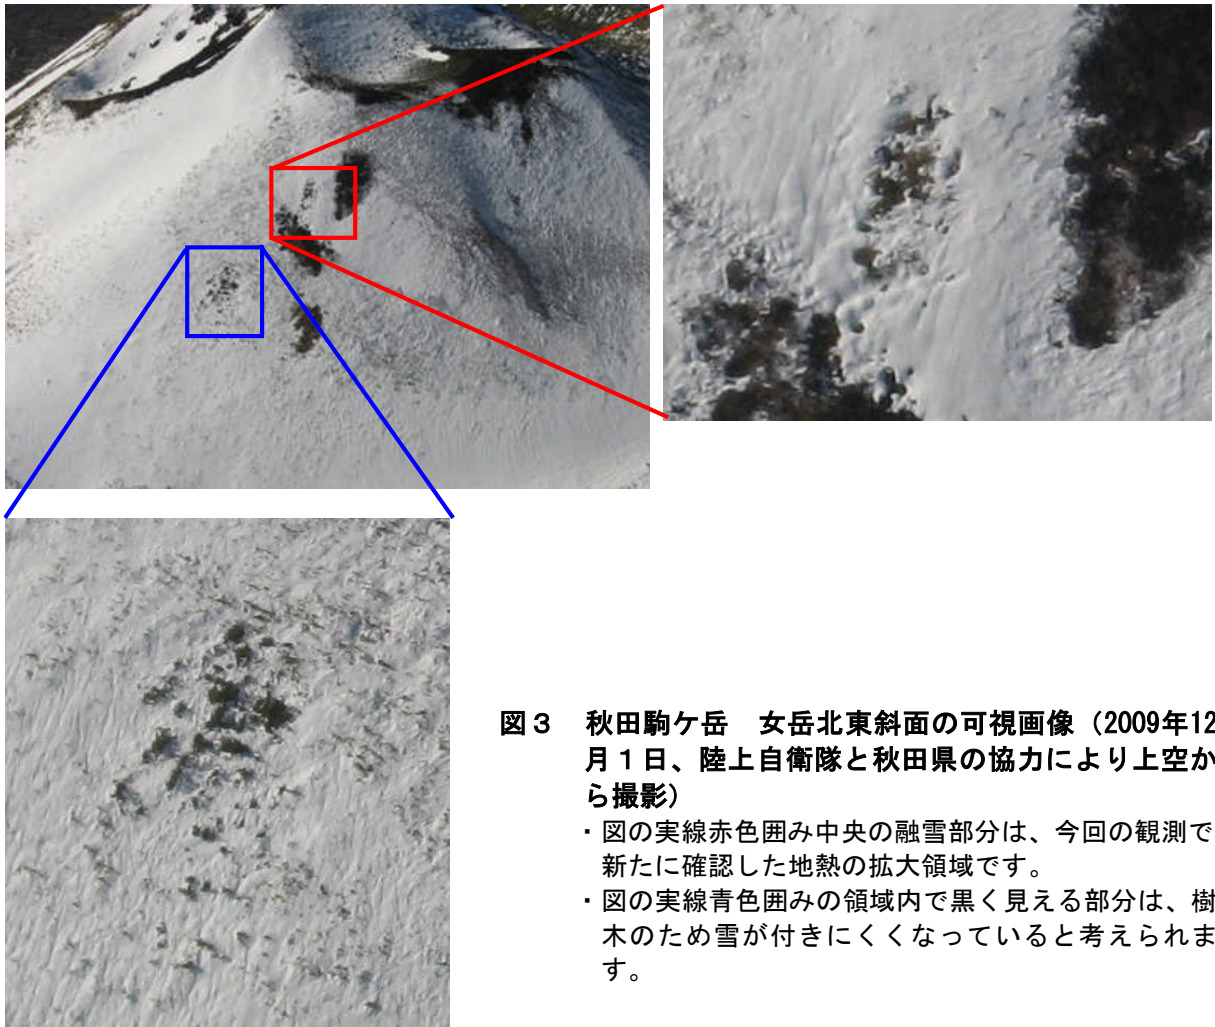 図３　秋田駒ケ岳　女岳北東斜面の可視画像（2009年12
月１日、陸上自衛隊と秋田県の協力により上空か
ら撮影）
・図の実線赤色囲み中央の融雪部分は、今回の観測で
新たに確認した地熱の拡大領域です。
・図の実線青色囲みの領域内で黒く見える部分は、樹
木のため雪が付きにくくなっていると考えられま
す。